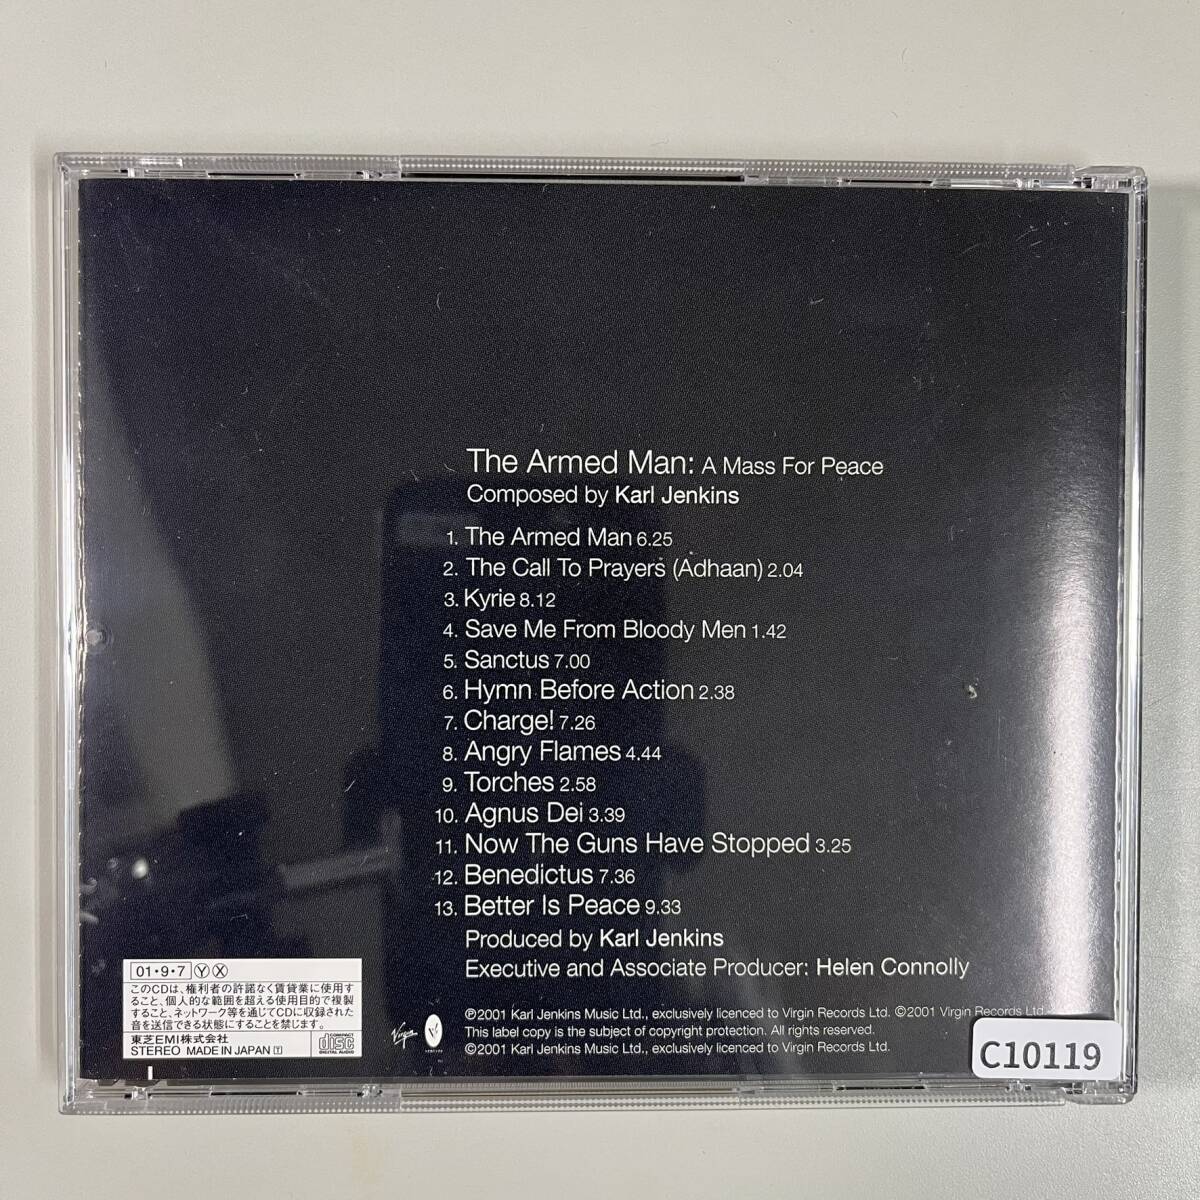 The Armed Man: A Mass For Peace
Composed by Karl Jenkins
1. The Armed Man 6.25
2. The Call To Prayers (Adhaan) 2.04
3. Kyrie 8.12
4. Save Me From Bloody Men 1.42
5. Sanctus 7.00
6. Hymn Before Action 2.38
7. Charge! 7.26
8. Angry Flames 4.44
9. Torches 2.58
10. Agnus Dei 3.39
11. Now The Guns Have Stopped 3.25
12. Benedictus 7.36
13. Better Is Peace 9.33
Produced by Karl Jenkins
Executive and Associate Producer: Helen Connolly
℗2001 Karl Jenkins Music Ltd., exclusively licenced to Virgin Records Ltd. ©2001 Virgin Records Ltd
This label copy is the subject of copyright protection. All rights reserved.
©2001 Karl Jenkins Music Ltd., exclusively licenced to Virgin Records Ltd.
01・9・7 Ⓨ Ⓧ
このCDは、権利者の許諾なく賃貸業に使用す
ること、個人的な範囲を超える使用目的で複製
すること、ネットワーク等を通じてCDに収録された
音を送信できる状態にすることを禁じます。
東芝EMI株式会社
STEREO MADE IN JAPAN T
COMPACT
disc
DIGITAL AUDIO
Virgin
C10119